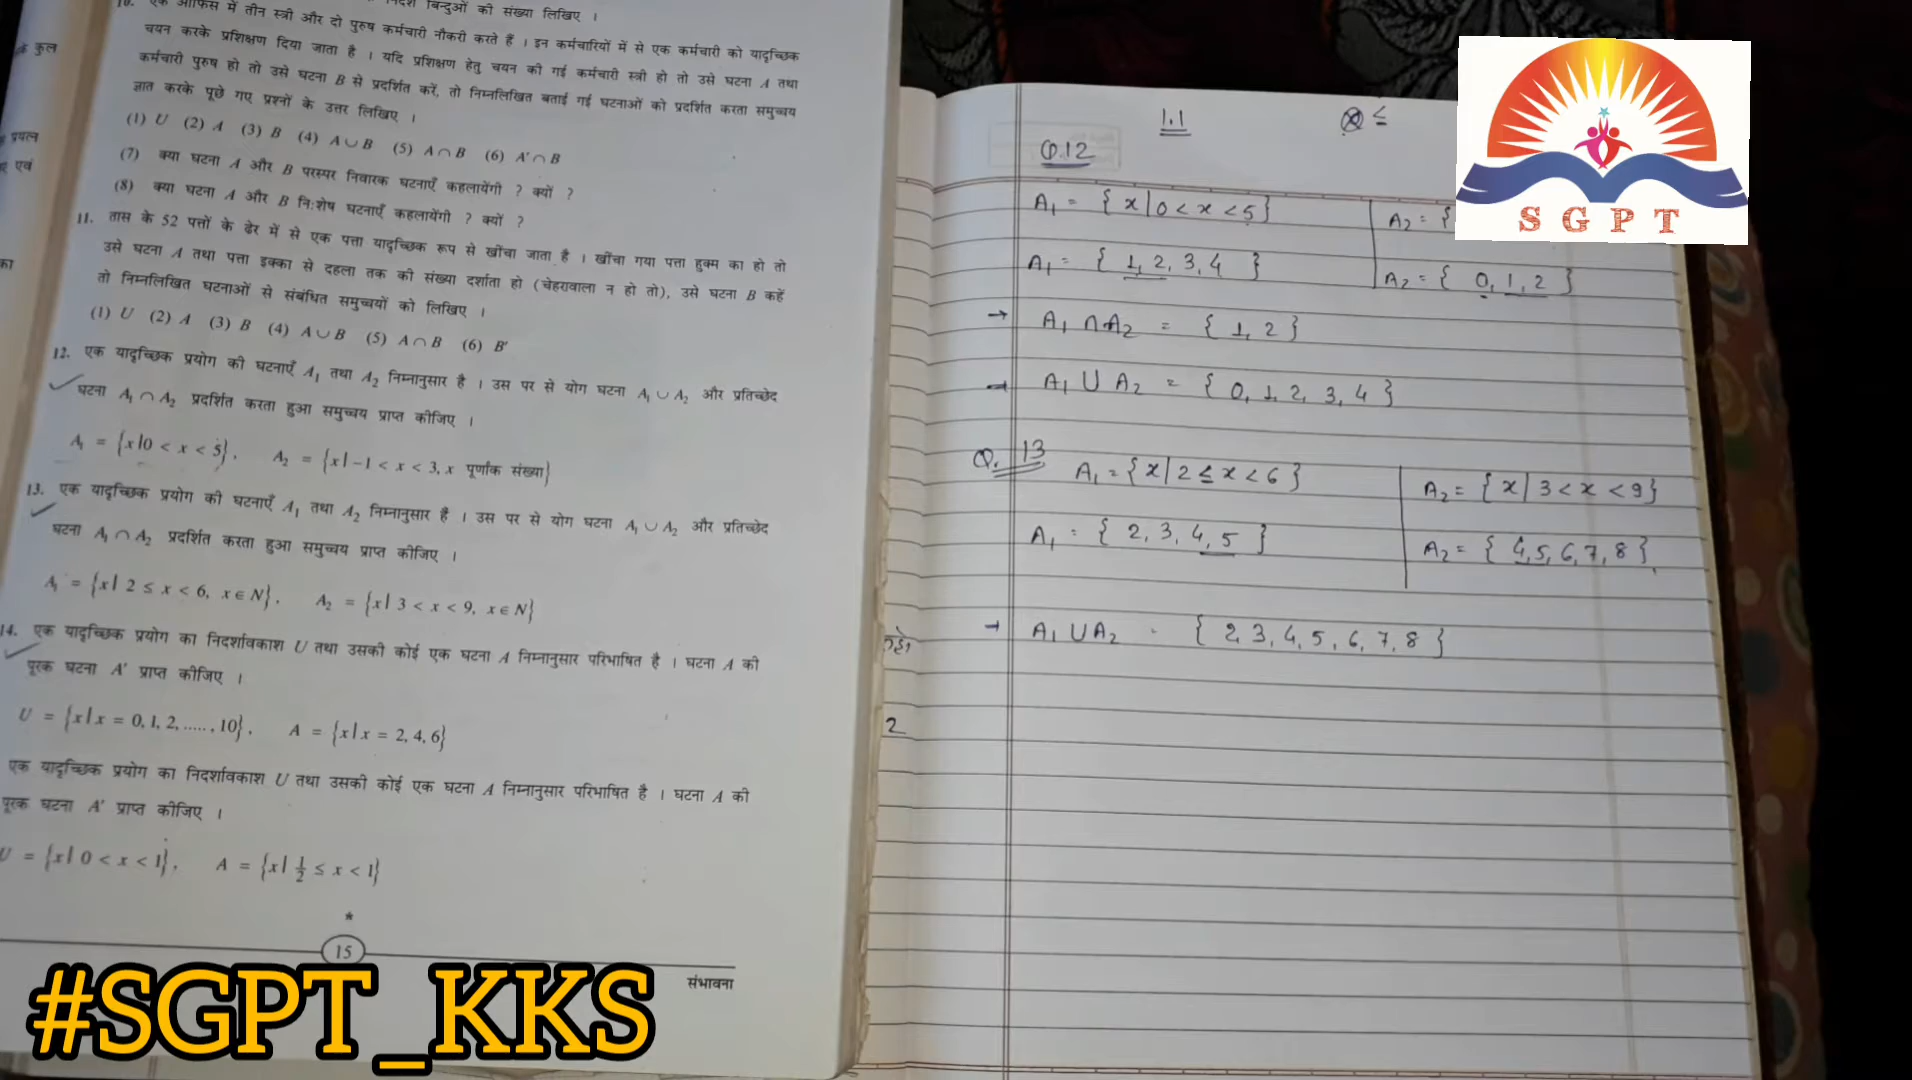 बिन्दुओं की संख्या लिखिए ।
10. एक ऑफिस में तीन स्त्री और दो पुरुष कर्मचारी नौकरी करते हैं । इन कर्मचारियों में से एक कर्मचारी को यादृच्छिक
चयन करके प्रशिक्षण दिया जाता है । यदि प्रशिक्षण हेतु चयन की गई कर्मचारी स्त्री हो तो उसे घटना A तथा
कर्मचारी पुरुष हो तो उसे घटना B से प्रदर्शित करें, तो निम्नलिखित बताई गई घटनाओं को प्रदर्शित करता समुच्चय
ज्ञात करके पूछे गए प्रश्नों के उत्तर लिखिए ।
(1) U (2) A (3) B (4) A ∪ B (5) A ∩ B (6) A' ∩ B
(7) क्या घटना A और B परस्पर निवारक घटनाएँ कहलायेंगी ? क्यों ?
(8) क्या घटना A और B निःशेष घटनाएँ कहलायेंगी ? क्यों ?
11. तास के 52 पत्तों के ढेर में से एक पत्ता यादृच्छिक रूप से खींचा जाता है । खींचा गया पत्ता हुक्म का हो तो
उसे घटना A तथा पत्ता इक्का से दहला तक की संख्या दर्शाता हो (चेहरावाला न हो तो), उसे घटना B कहें
तो निम्नलिखित घटनाओं से संबंधित समुच्चयों को लिखिए ।
(1) U (2) A (3) B (4) A ∪ B (5) A ∩ B (6) B'
12. एक यादृच्छिक प्रयोग की घटनाएँ A₁ तथा A₂ निम्नानुसार है । उस पर से योग घटना A₁ ∪ A₂ और प्रतिच्छेद
घटना A₁ ∩ A₂ प्रदर्शित करता हुआ समुच्चय प्राप्त कीजिए ।
A₁ = {x|0 < x < 5}, A₂ = {x|−1 < x < 3, x पूर्णांक संख्या}
13. एक यादृच्छिक प्रयोग की घटनाएँ A₁ तथा A₂ निम्नानुसार है । उस पर से योग घटना A₁ ∪ A₂ और प्रतिच्छेद
घटना A₁ ∩ A₂ प्रदर्शित करता हुआ समुच्चय प्राप्त कीजिए ।
A₁ = {x| 2 ≤ x < 6, x ∈ N}, A₂ = {x| 3 < x < 9, x ∈ N}
14. एक यादृच्छिक प्रयोग का निदर्शावकाश U तथा उसकी कोई एक घटना A निम्नानुसार परिभाषित है । घटना A की
पूरक घटना A' प्राप्त कीजिए ।
U = {x|x = 0, 1, 2, ....., 10}, A = {x|x = 2, 4, 6}
एक यादृच्छिक प्रयोग का निदर्शावकाश U तथा उसकी कोई एक घटना A निम्नानुसार परिभाषित है । घटना A की
पूरक घटना A' प्राप्त कीजिए ।
U = {x| 0 < x < 1}, A = {x| ½ ≤ x < 1}
*
15
संभावना
#SGPT_KKS
कुल
प्रयत्न
एवं
1.1
≤
Q.12
A₁ = { x | 0 < x < 5 }
A₂ = {
A₁ = { 1, 2, 3, 4 }
A₂ = { 0, 1, 2 }
→ A₁ ∩ A₂ = { 1, 2 }
→ A₁ ∪ A₂ = { 0, 1, 2, 3, 4 }
Q. 13
A₁ = { x | 2 ≤ x < 6 }
A₂ = { x | 3 < x < 9 }
A₁ = { 2, 3, 4, 5 }
A₂ = { 4, 5, 6, 7, 8 }
→ A₁ ∪ A₂ = { 2, 3, 4, 5, 6, 7, 8 }
2
SGPT